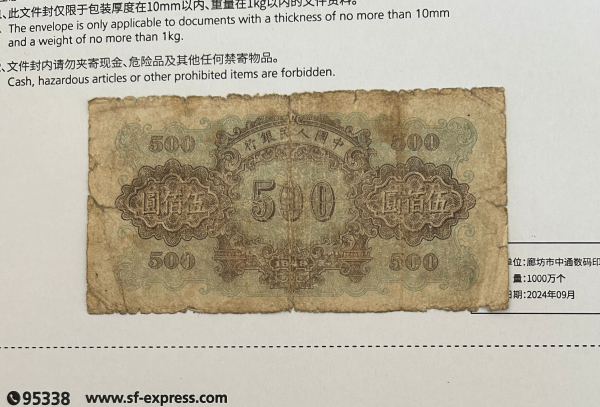 、此文件封仅限于包装厚度在10mm以内、重量在1kg以内的文件资料。
The envelope is only applicable to documents with a thickness of no more than 10mm
and a weight of no more than 1kg.
、文件封内请勿夹寄现金、危险品及其他任何禁寄物品。
Cash, hazardous articles or other prohibited items are forbidden.
中國人民銀行
500 500
伍佰圓 500 伍佰圓
500 500
单位:廊坊市中通数码印
量:1000万个
日期:2024年09月
95338 www.sf-express.com